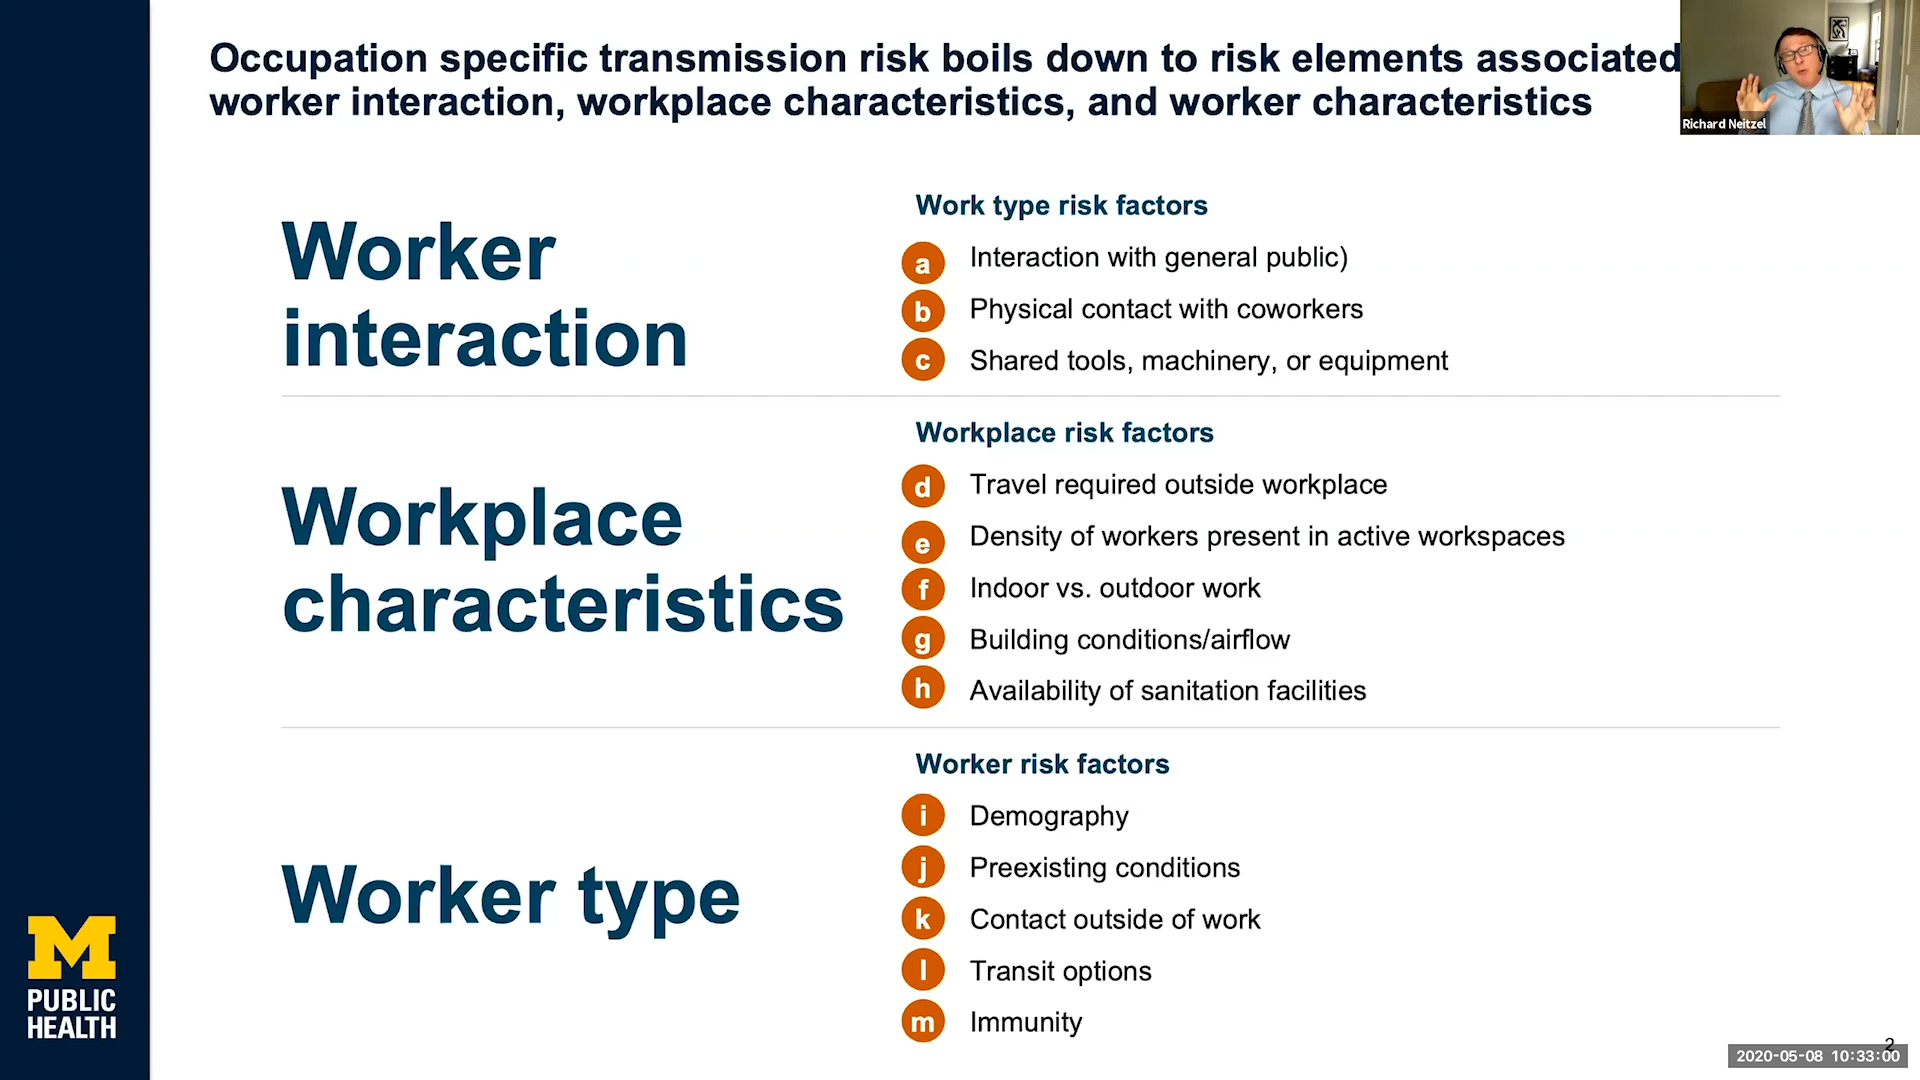 Occupation specific transmission risk boils down to risk elements associated
worker interaction, workplace characteristics, and worker characteristics
Richard Neitzel
Worker
interaction
Work type risk factors
a Interaction with general public)
b Physical contact with coworkers
c Shared tools, machinery, or equipment
Workplace
characteristics
Workplace risk factors
d Travel required outside workplace
e Density of workers present in active workspaces
f Indoor vs. outdoor work
g Building conditions/airflow
h Availability of sanitation facilities
Worker type
Worker risk factors
i Demography
j Preexisting conditions
k Contact outside of work
l Transit options
m Immunity
M
PUBLIC
HEALTH
2
2020-05-08 10:33:00